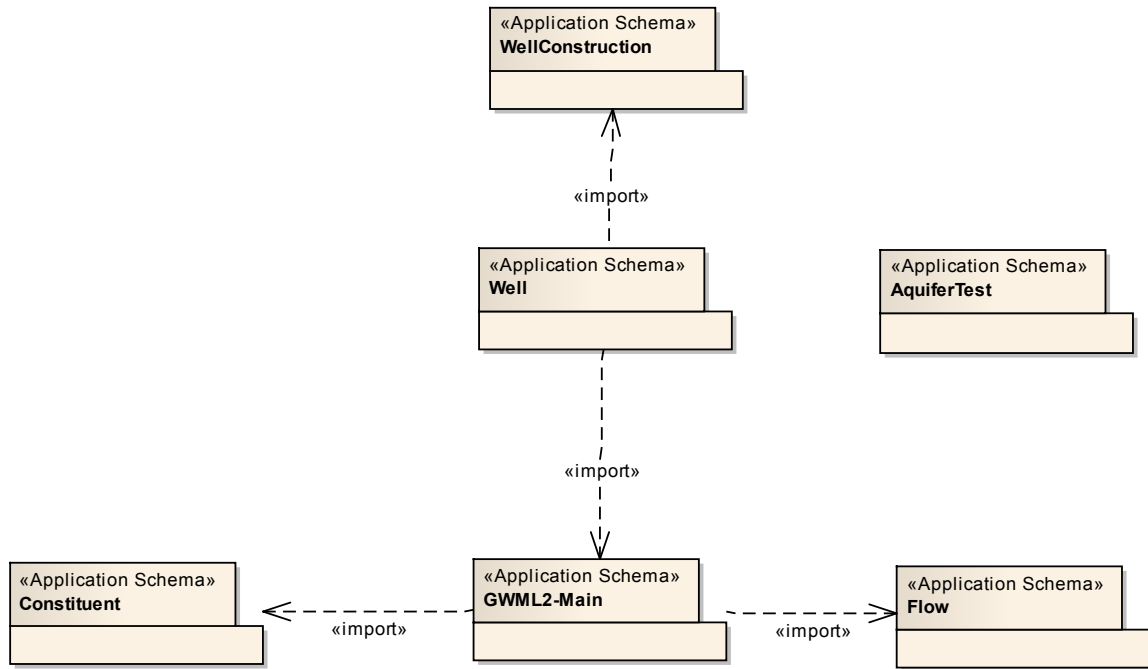 «Application Schema»
WellConstruction
«import»
«Application Schema»
Well
«Application Schema»
AquiferTest
«import»
«Application Schema»
Constituent
«import»
«Application Schema»
GWML2-Main
«import»
«Application Schema»
Flow